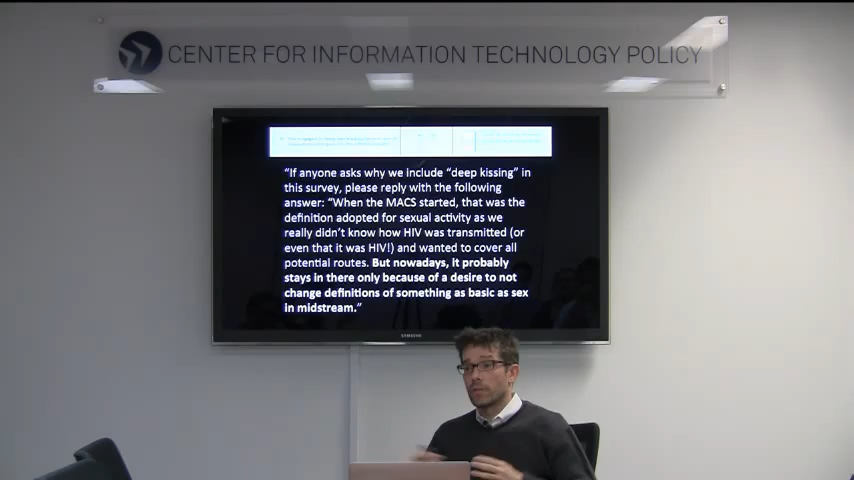 CENTER FOR INFORMATION TECHNOLOGY POLICY
“If anyone asks why we include “deep kissing” in
this survey, please reply with the following
answer: “When the MACS started, that was the
definition adopted for sexual activity as we
really didn’t know how HIV was transmitted (or
even that it was HIV!) and wanted to cover all
potential routes. But nowadays, it probably
stays in there only because of a desire to not
change definitions of something as basic as sex
in midstream.”
SAMSUNG